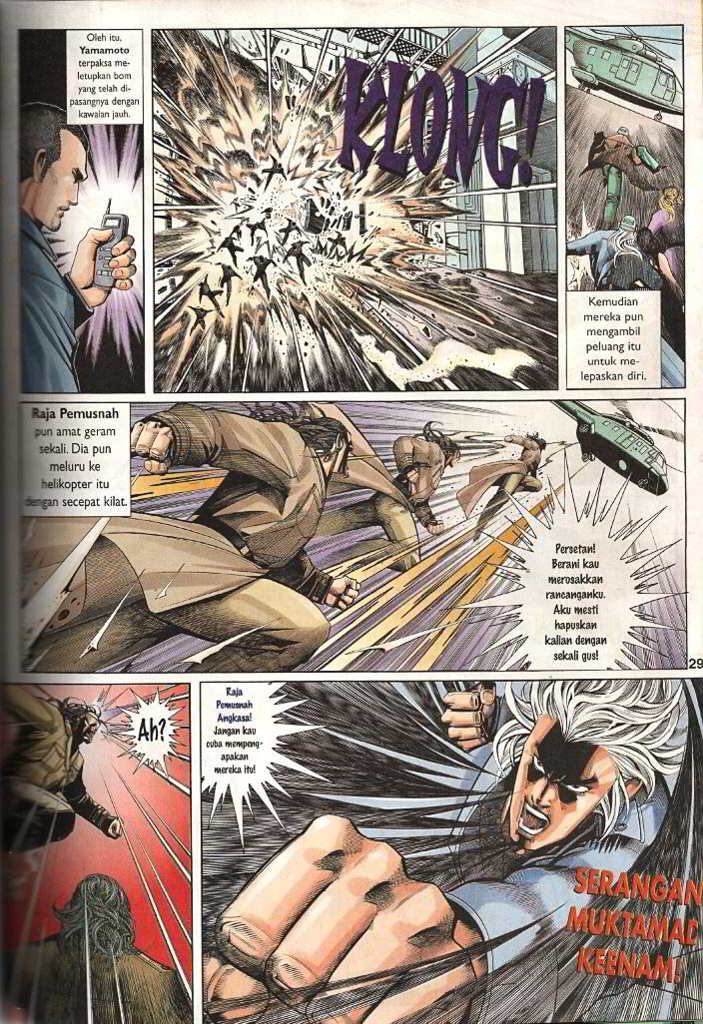 Oleh itu,
Yamamoto
terpaksa me-
letupkan bom
yang telah di-
pasangnya dengan
kawalan jauh.
KLONG!
Kemudian
mereka pun
mengambil
peluang itu
untuk me-
lepaskan diri.
Raja Pemusnah
pun amat geram
sekali. Dia pun
meluru ke
helikopter itu
dengan secepat kilat.
Persetan!
Berani kau
merosakkan
rancanganku.
Aku mesti
hapuskan
kalian dengan
sekali gus!
29
Ah?
Raja
Pemusnah
Angkasa!
Jangan kau
cuba mempeng-
apakan
mereka itu!
SERANGAN
MUKTAMAD
KEENAM!